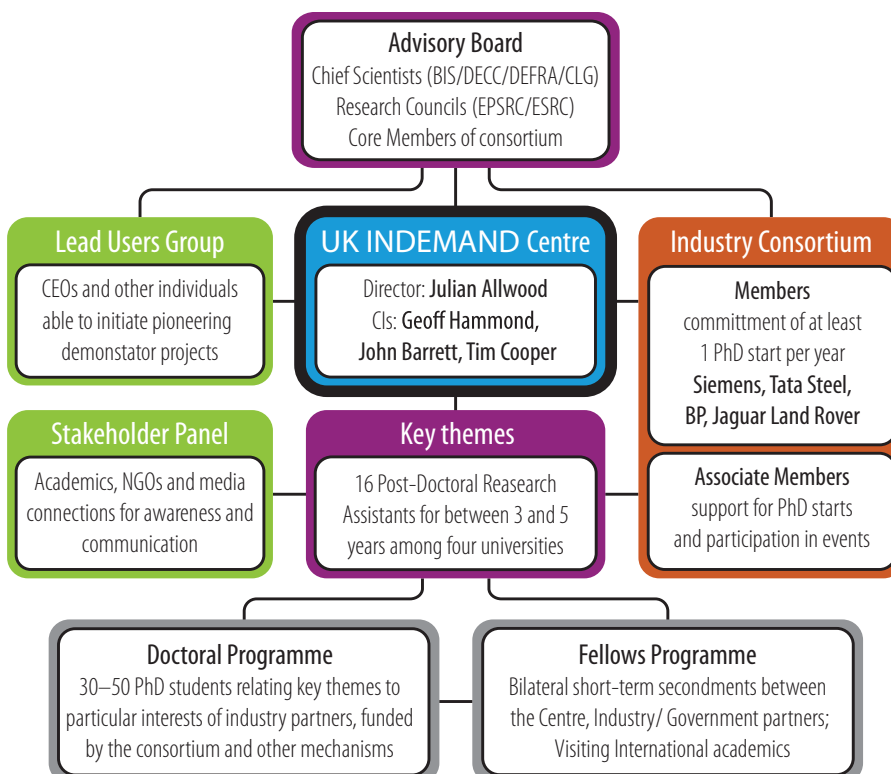 Advisory Board
Chief Scientists (BIS/DECC/DEFRA/CLG)
Research Councils (EPSRC/ESRC)
Core Members of consortium
Lead Users Group
CEOs and other individuals
able to initiate pioneering
demonstator projects
UK INDEMAND Centre
Director: Julian Allwood
CIs: Geoff Hammond,
John Barrett, Tim Cooper
Industry Consortium
Members
committment of at least
1 PhD start per year
Siemens, Tata Steel,
BP, Jaguar Land Rover
Associate Members
support for PhD starts
and participation in events
Stakeholder Panel
Academics, NGOs and media
connections for awareness and
communication
Key themes
16 Post-Doctoral Reasearch
Assistants for between 3 and 5
years among four universities
Doctoral Programme
30–50 PhD students relating key themes to
particular interests of industry partners, funded
by the consortium and other mechanisms
Fellows Programme
Bilateral short-term secondments between
the Centre, Industry/ Government partners;
Visiting International academics